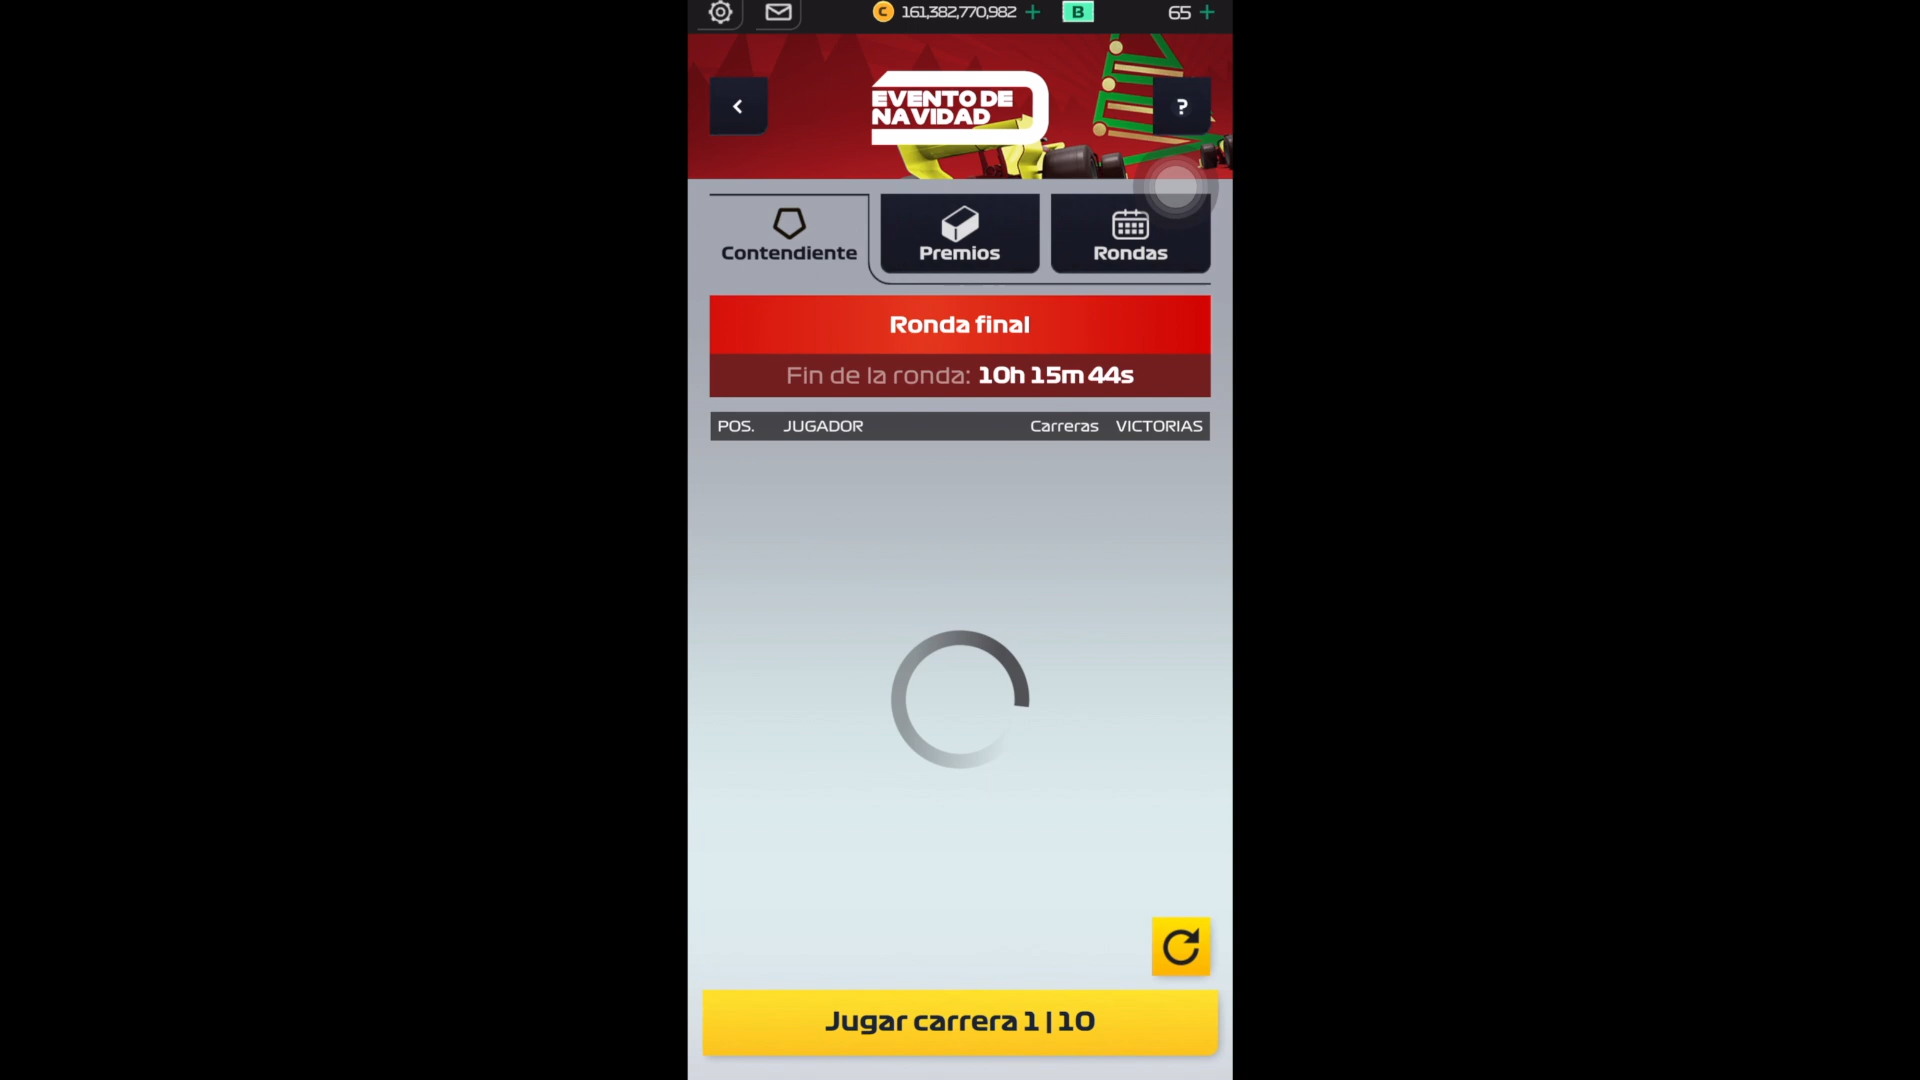 C 161,382,770,982 + B 65 +
EVENTO DE
NAVIDAD
?
Contendiente
Premios
Rondas
Ronda final
Fin de la ronda: 10h 15m 44s
POS. JUGADOR Carreras VICTORIAS
Jugar carrera 1 | 10